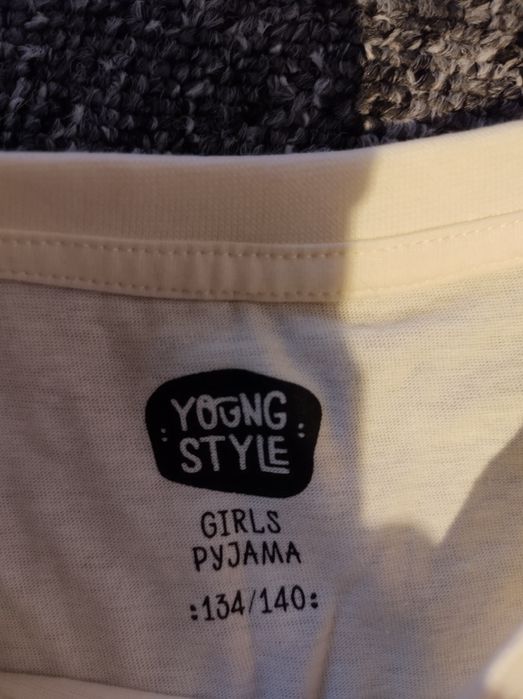 YOUNG
: STYLE :
GIRLS
PYJAMA
:134/140: